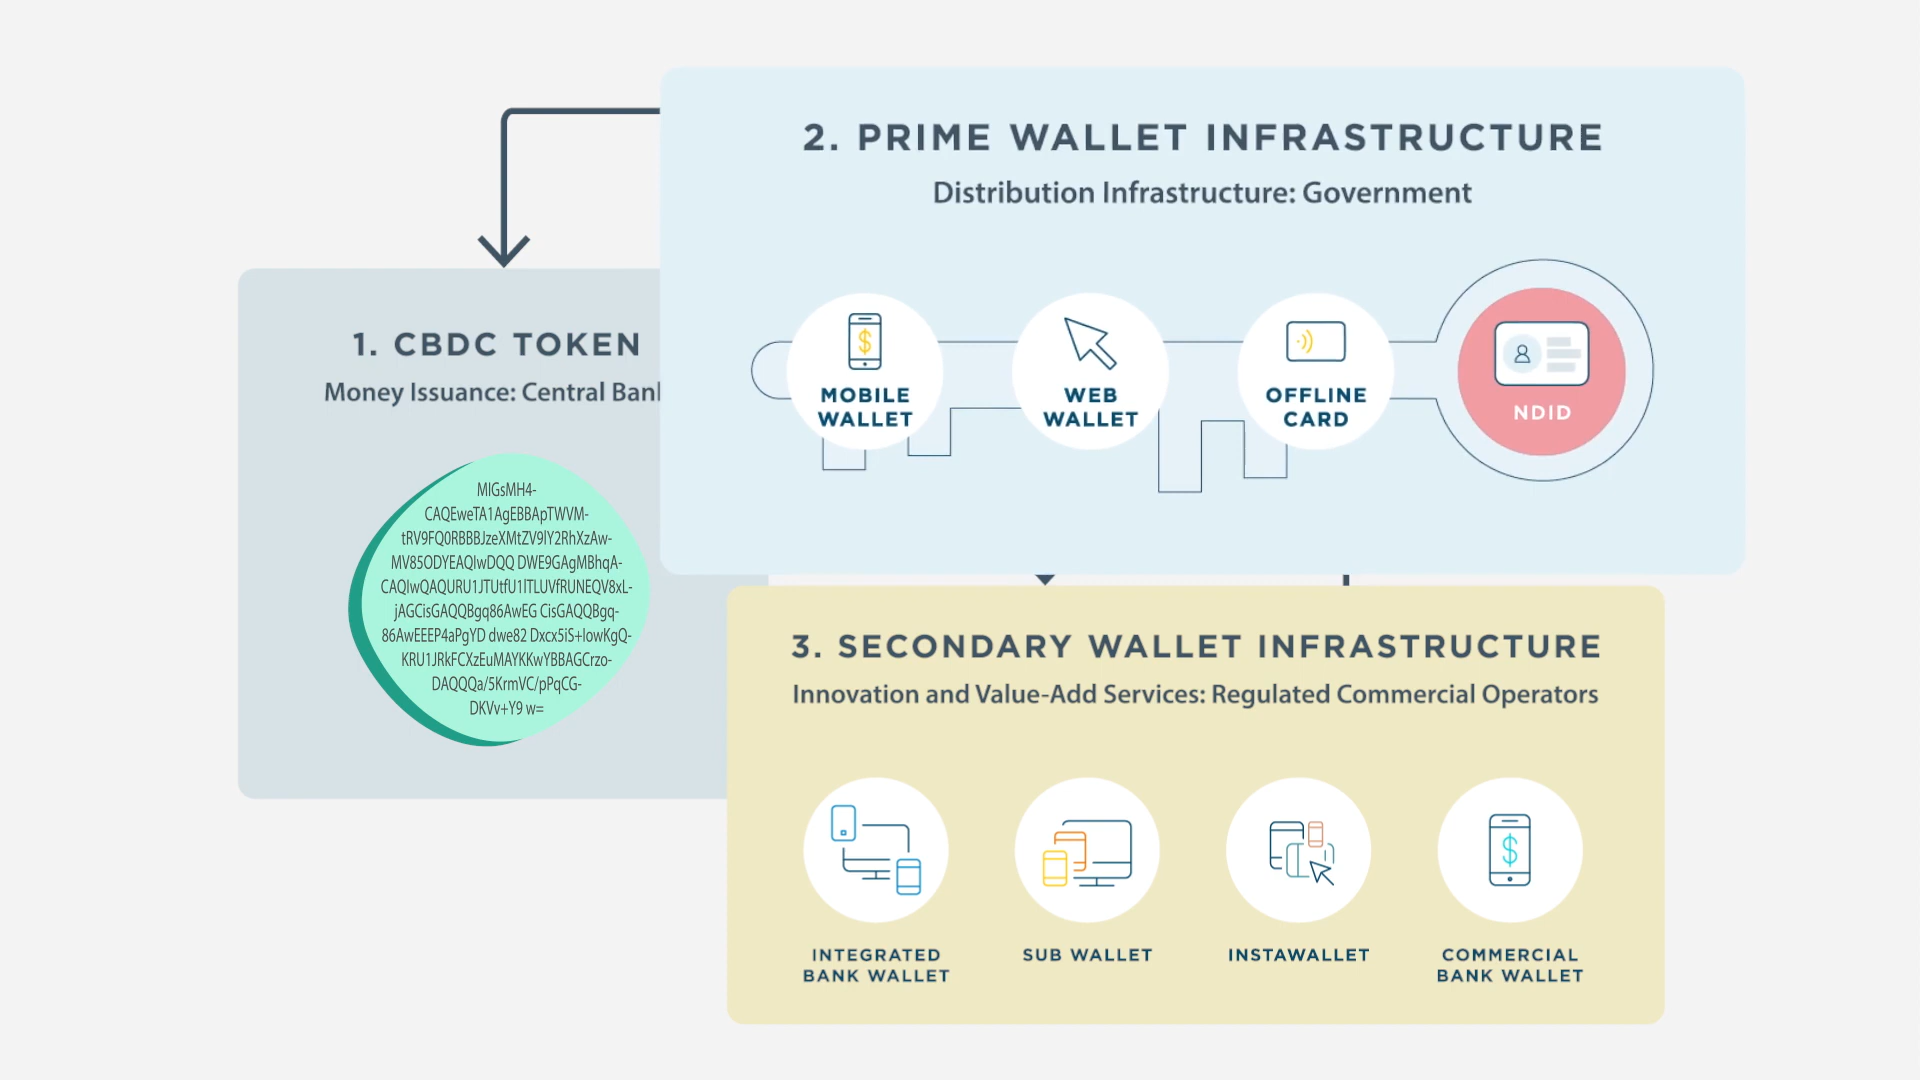 2. PRIME WALLET INFRASTRUCTURE
Distribution Infrastructure: Government
MOBILE
WALLET
WEB
WALLET
OFFLINE
CARD
NDID
1. CBDC TOKEN
Money Issuance: Central Bank
MIGsMH4-
CAQEweTA1AgEBBApTWVM-
tRV9FQ0RBBBJzeXMtZV9lY2RhXzAw-
MV85ODYEAQIwDQQ DWE9GAgMBhqA-
CAQIwQAQURU1JTUtfU1lTLUVfRUNEQV8xL-
jAGCisGAQQBgq86AwEG CisGAQQBgq-
86AwEEEP4aPgYD dwe82 Dxcx5iS+lowKgQ-
KRU1JRkFCXzEuMAYKKwYBBAGCrzo-
DAQQQa/5KrmVC/pPqCG-
DKVv+Y9 w=
3. SECONDARY WALLET INFRASTRUCTURE
Innovation and Value-Add Services: Regulated Commercial Operators
INTEGRATED
BANK WALLET
SUB WALLET
INSTAWALLET
COMMERCIAL
BANK WALLET